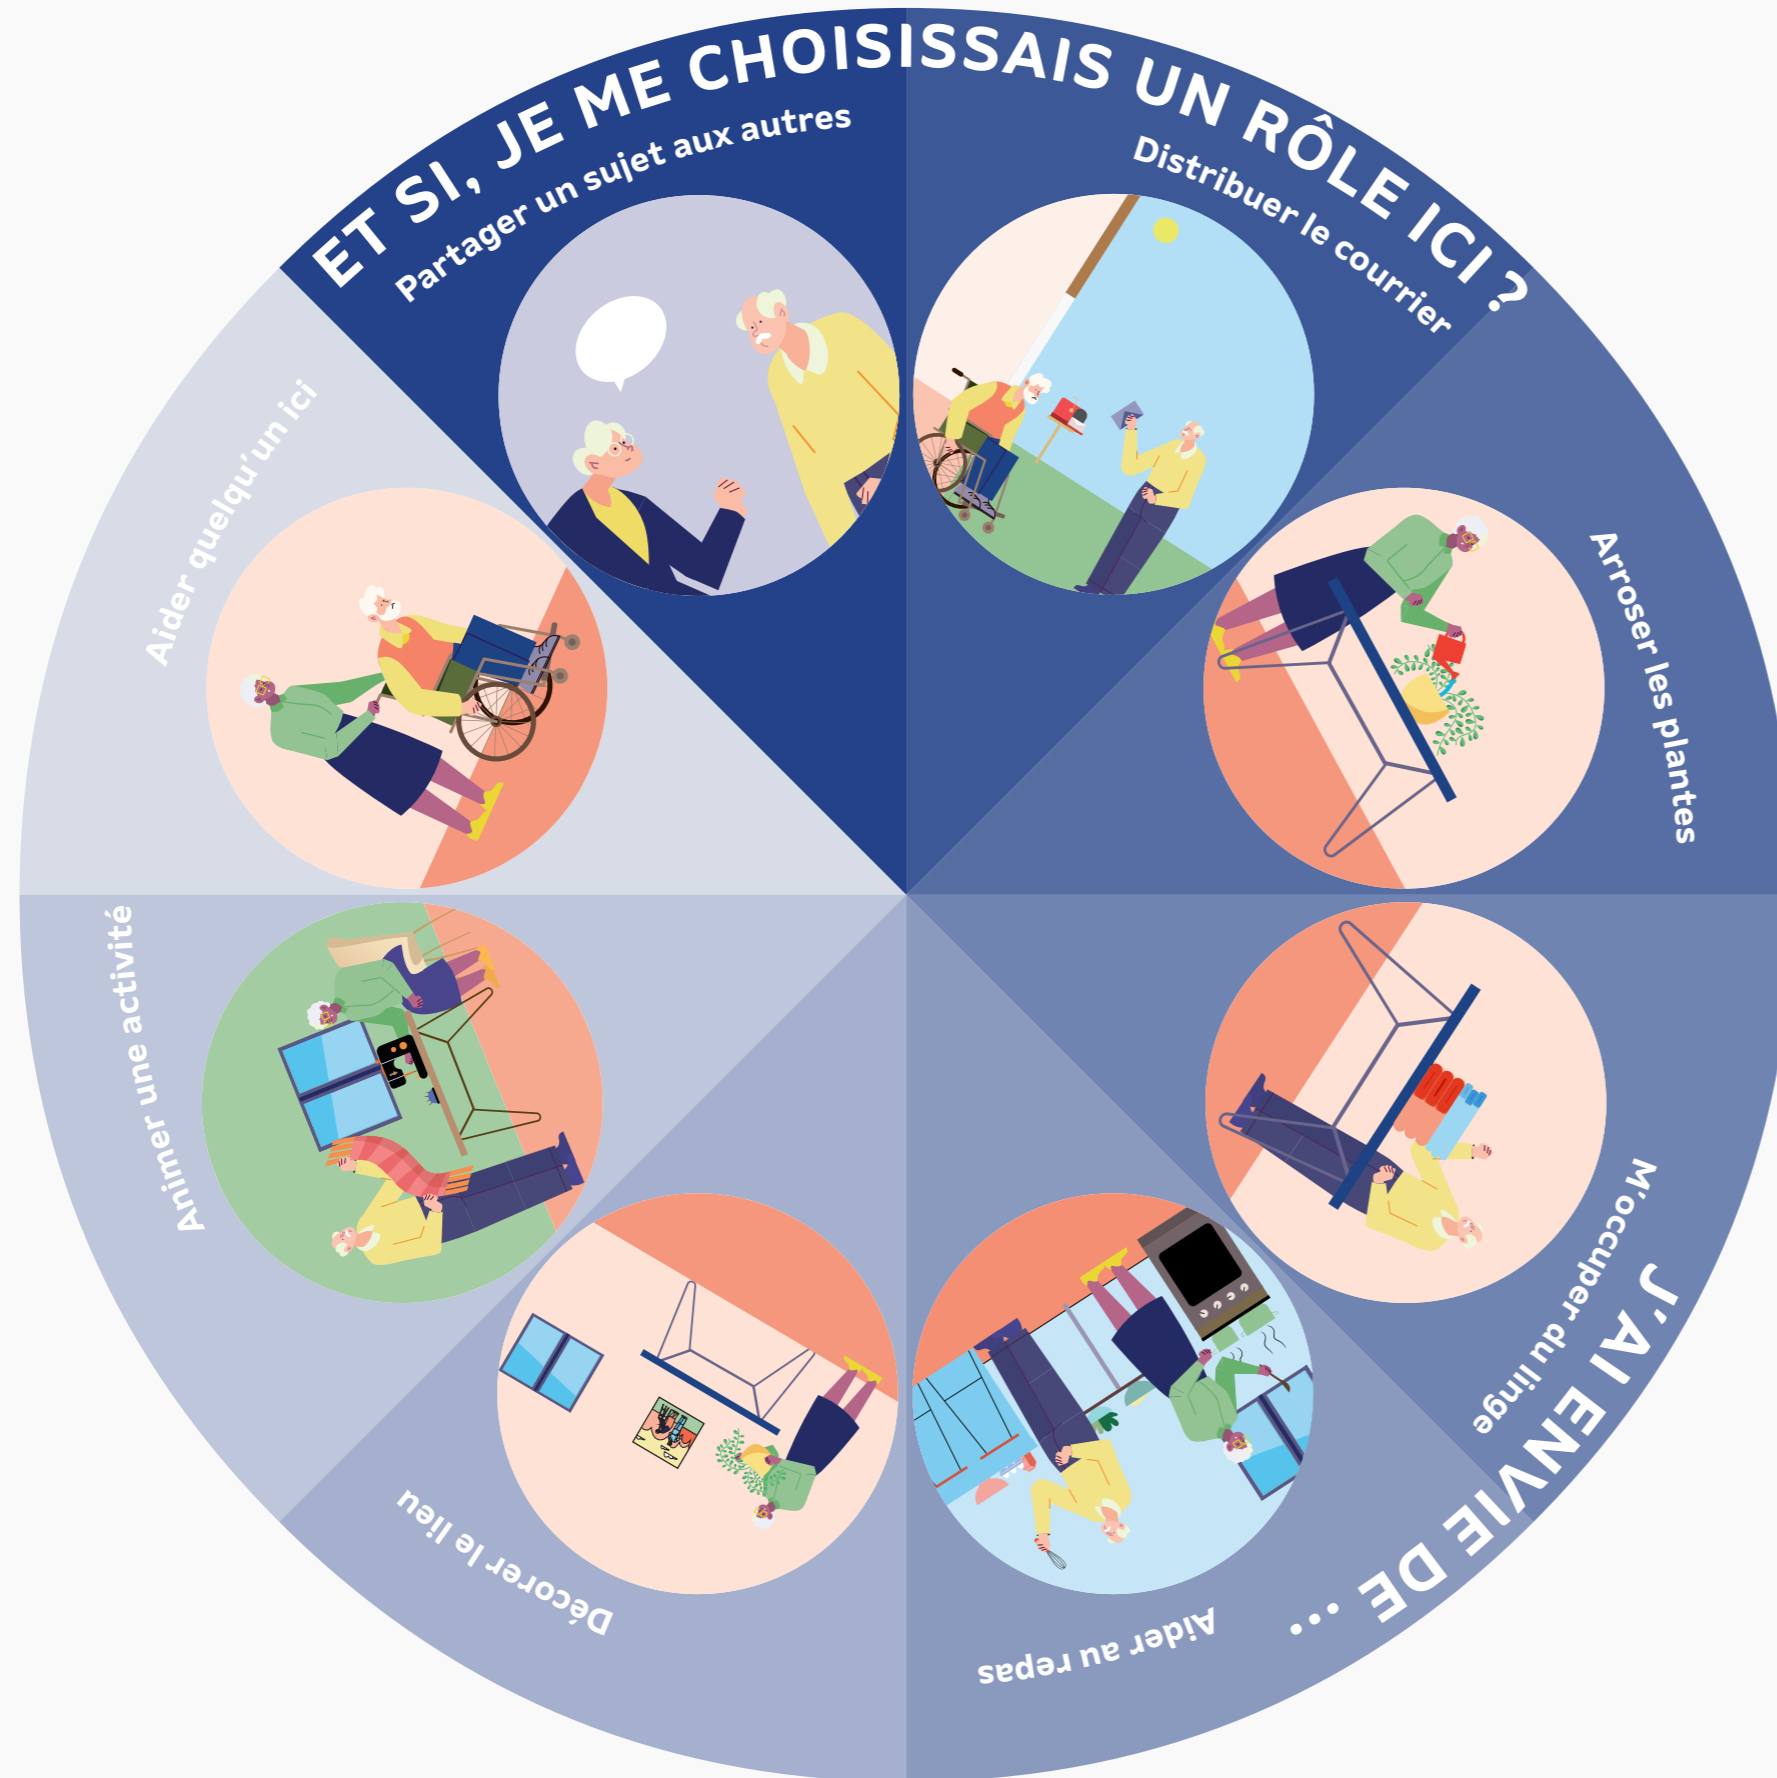 ET SI, JE ME CHOISISSAIS UN RÔLE ICI ?
Partager un sujet aux autres
Distribuer le courrier
Arroser les plantes
M'occuper du linge
J'AI ENVIE DE ...
Aider au repas
Décorer le lieu
Animer une activité
Aider quelqu'un ici